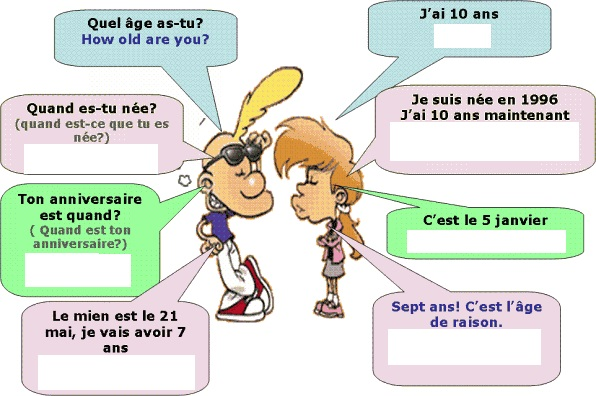 Quel âge as-tu?
How old are you?
J’ai 10 ans
Quand es-tu née?
(quand est-ce que tu es
née?)
Je suis née en 1996
J’ai 10 ans maintenant
Ton anniversaire
est quand?
( Quand est ton
anniversaire?)
C’est le 5 janvier
Le mien est le 21
mai, je vais avoir 7
ans
Sept ans! C’est l’âge
de raison.